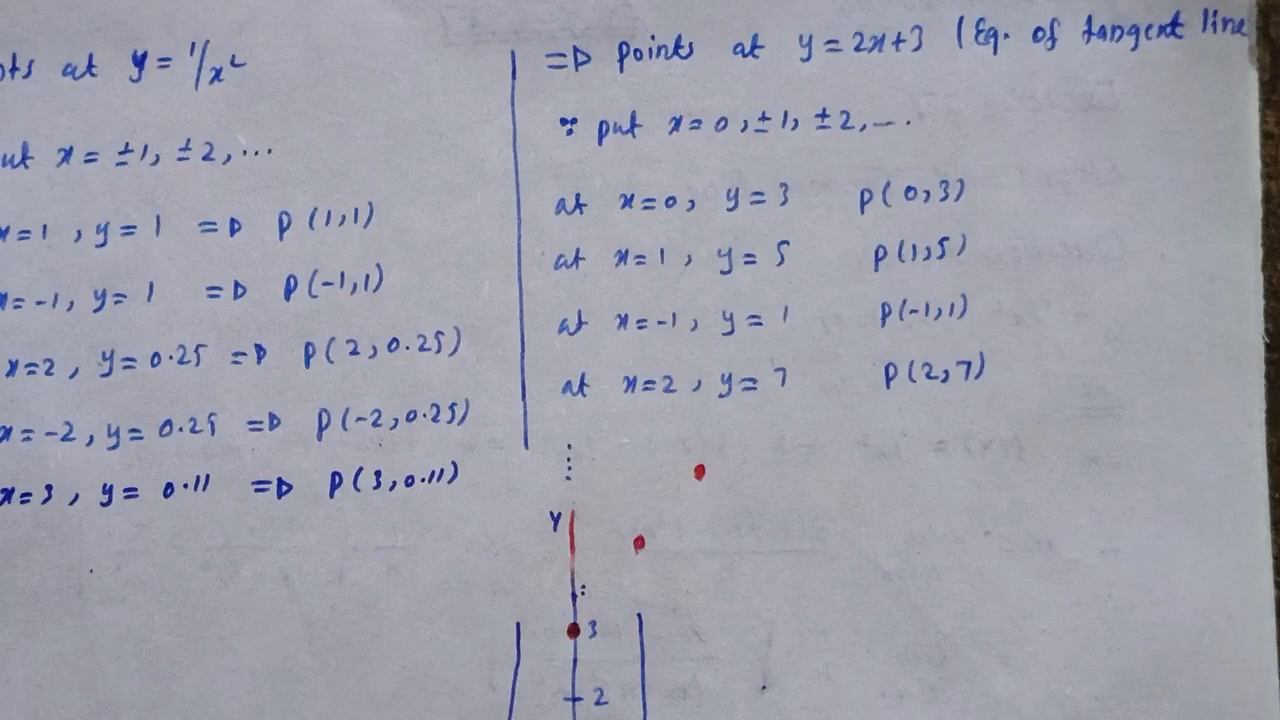 ots at y = 1/x²
ut x = ±1, ±2, ...
x=1, y=1 => P(1,1)
x=-1, y=1 => P(-1,1)
x=2, y=0.25 => P(2,0.25)
x=-2, y=0.25 => P(-2,0.25)
x=3, y=0.11 => P(3,0.11)
=> points at y=2x+3 (Eq. of tangent line
∵ put x=0,±1, ±2,...
at x=0, y=3 P(0,3)
at x=1, y=5 P(1,5)
at x=-1, y=1 P(-1,1)
at x=2, y=7 P(2,7)
Y
3
2